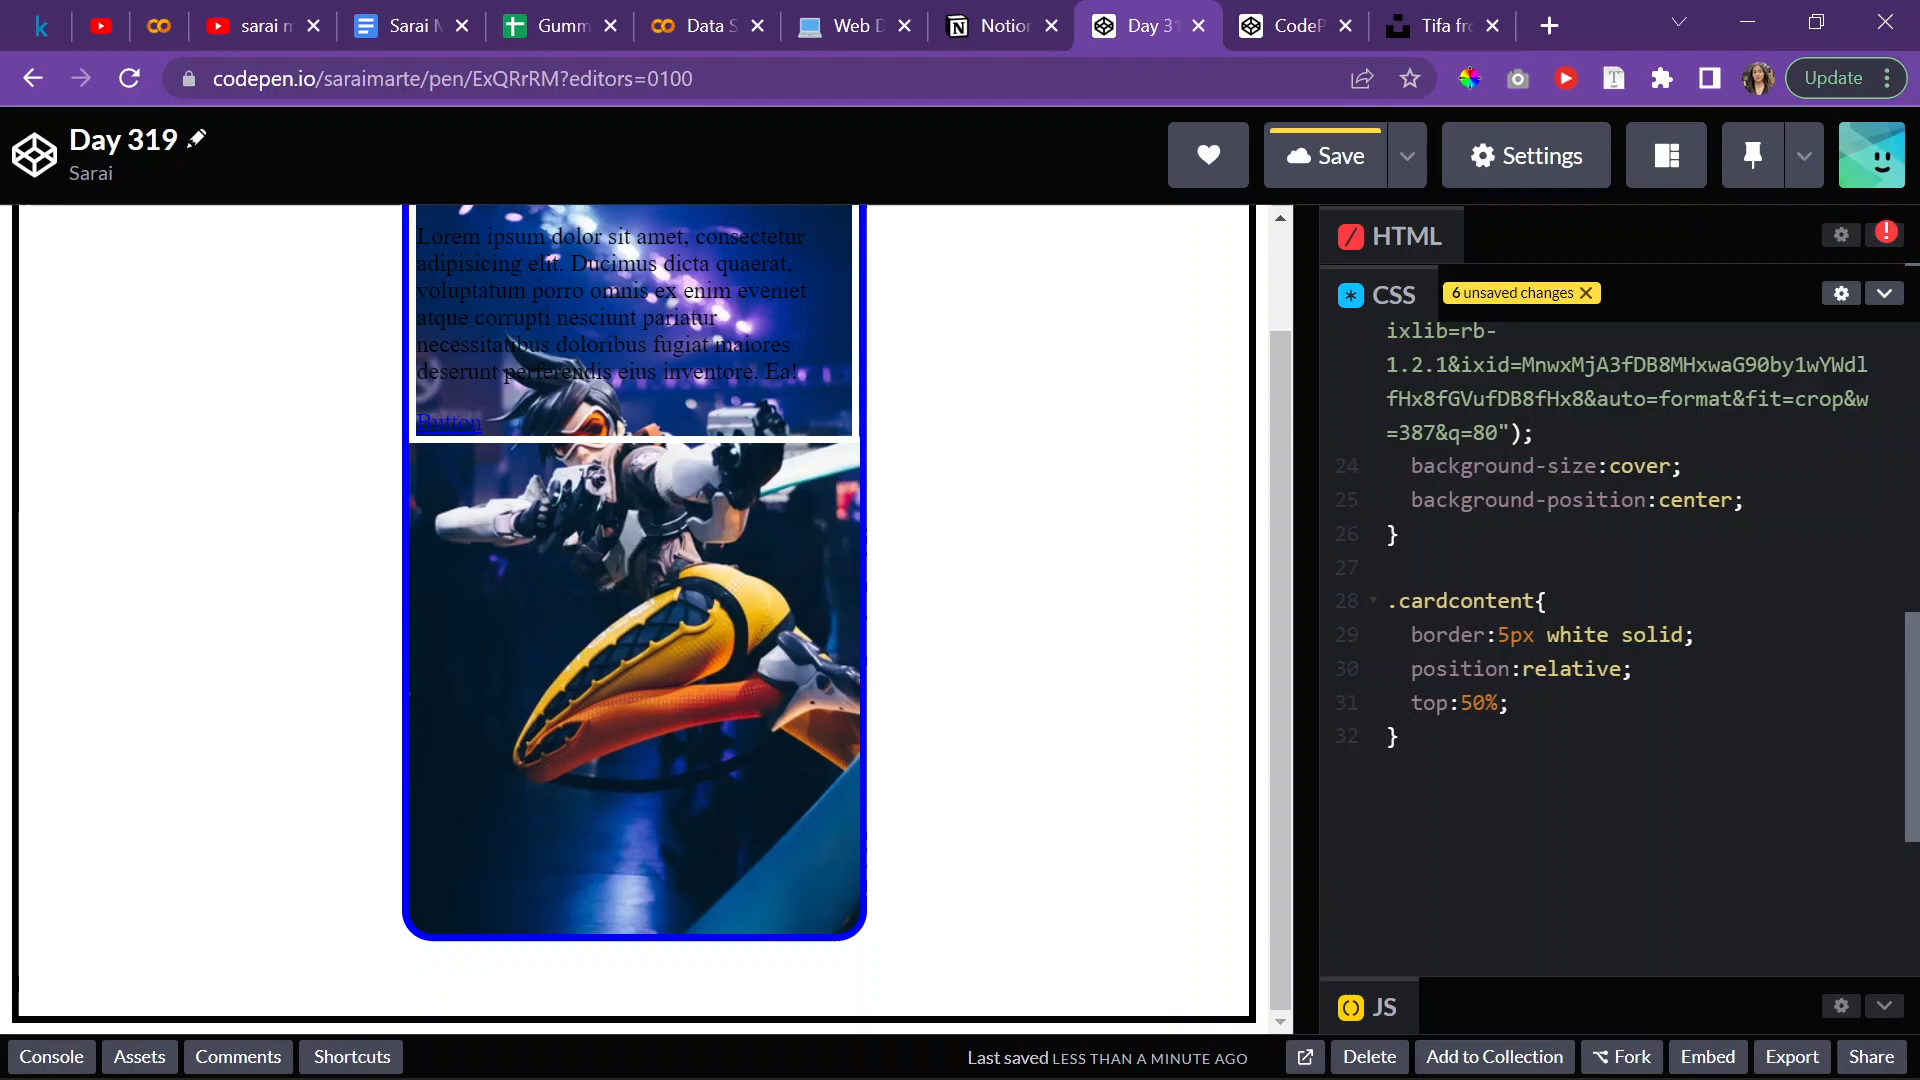 sarai m
Sarai M
Gumm
Data S
Web D
Notion
Day 31
CodeP
Tifa fro
codepen.io/saraimarte/pen/ExQRrRM?editors=0100
Update
Day 319
Sarai
Save
Settings
Lorem ipsum dolor sit amet, consectetur
adipisicing elit. Ducimus dicta quaerat,
voluptatum porro omnis ex enim eveniet
atque corrupti nesciunt pariatur
necessitatibus doloribus fugiat maiores
deserunt perferendis eius inventore. Ea!
Button
HTML
CSS
6 unsaved changes
ixlib=rb-
1.2.1&ixid=MnwxMjA3fDB8MHxwaG90by1wYWdl
fHx8fGVufDB8fHx8&auto=format&fit=crop&w
=387&q=80");
24 background-size:cover;
25 background-position:center;
26 }
27
28 .cardcontent{
29 border:5px white solid;
30 position:relative;
31 top:50%;
32 }
JS
Console
Assets
Comments
Shortcuts
Last saved LESS THAN A MINUTE AGO
Delete
Add to Collection
Fork
Embed
Export
Share